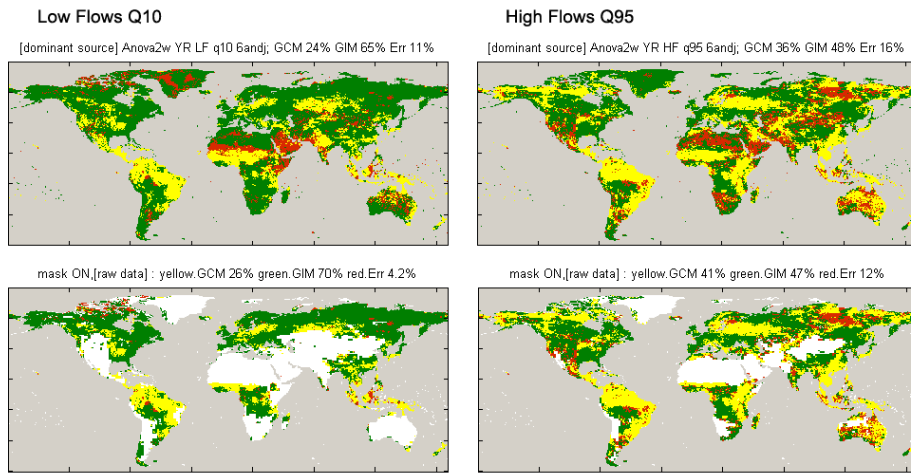 Low Flows Q10
High Flows Q95
[dominant source] Anova2w YR LF q10 6andj; GCM 24% GIM 65% Err 11%
[dominant source] Anova2w YR HF q95 6andj; GCM 36% GIM 48% Err 16%
mask ON,[raw data] : yellow.GCM 26% green.GIM 70% red.Err 4.2%
mask ON,[raw data] : yellow.GCM 41% green.GIM 47% red.Err 12%